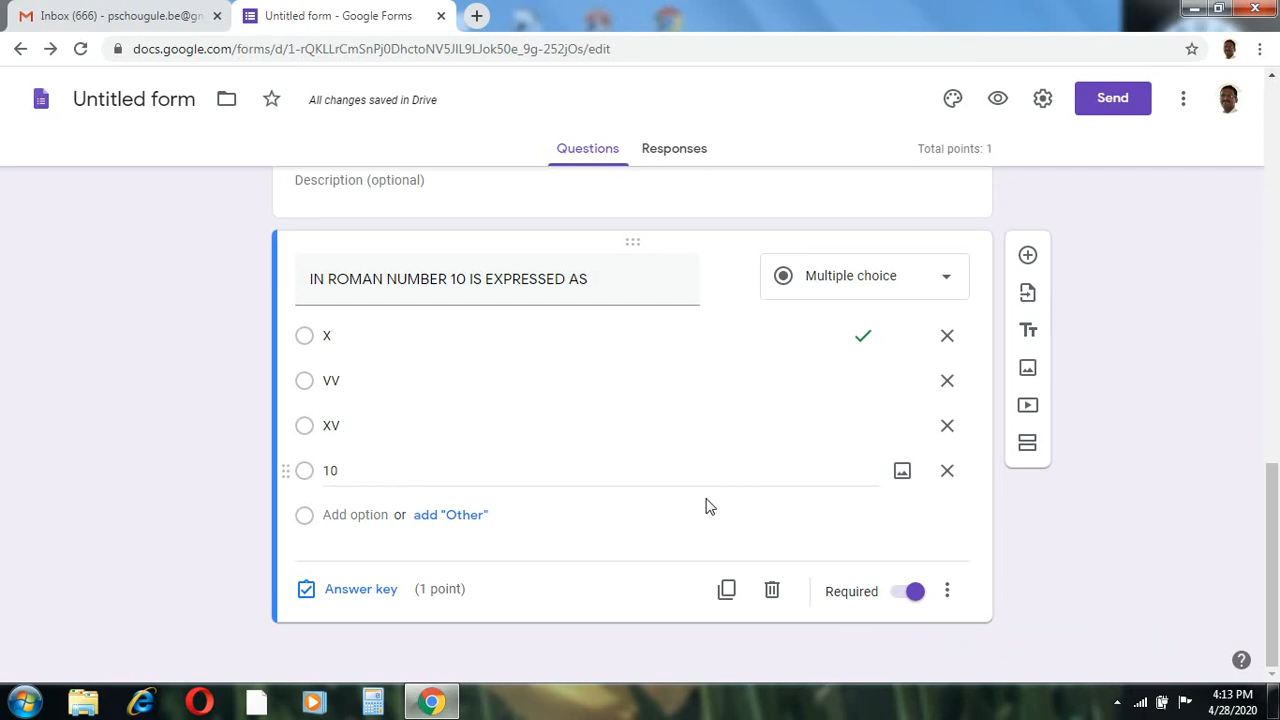 Inbox (666) - pschougule.be@gm
Untitled form - Google Forms
docs.google.com/forms/d/1-rQKLLrCmSnPj0DhctoNV5JIL9LJok50e_9g-252jOs/edit
Untitled form
All changes saved in Drive
Send
Questions
Responses
Total points: 1
Description (optional)
IN ROMAN NUMBER 10 IS EXPRESSED AS
Multiple choice
X
VV
XV
10
Add option or add "Other"
Answer key (1 point)
Required
4:13 PM
4/28/2020